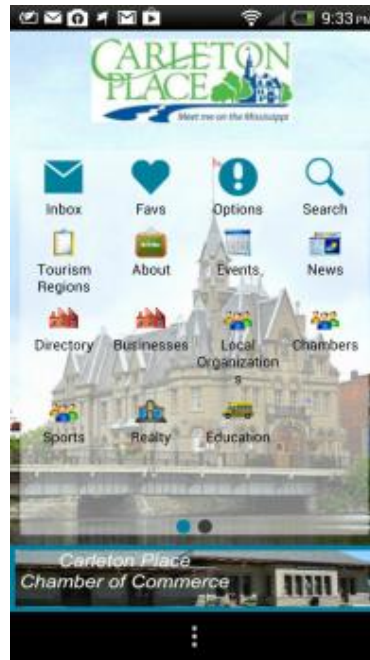 9:33 PM
CARLETON
PLACE
Meet me on the Mississippi
Inbox Favs Options Search
Tourism About Events News
Regions
Directory Businesses Local Chambers
Organization
s
Sports Realty Education
Carleton Place
Chamber of Commerce